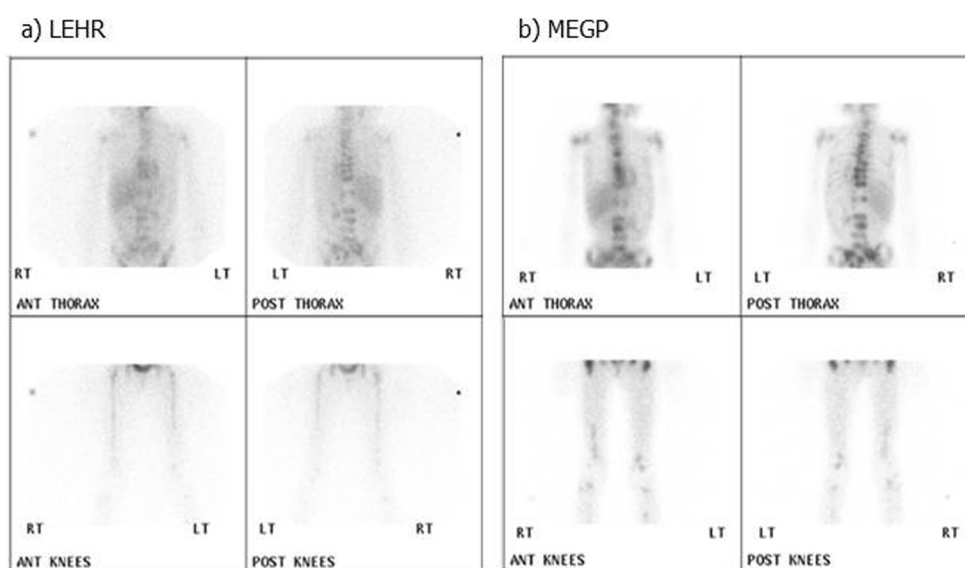 a) LEHR
b) MEGP
RT LT
ANT THORAX
LT RT
POST THORAX
RT LT
ANT THORAX
LT RT
POST THORAX
RT LT
ANT KNEES
LT RT
POST KNEES
RT LT
ANT KNEES
LT RT
POST KNEES